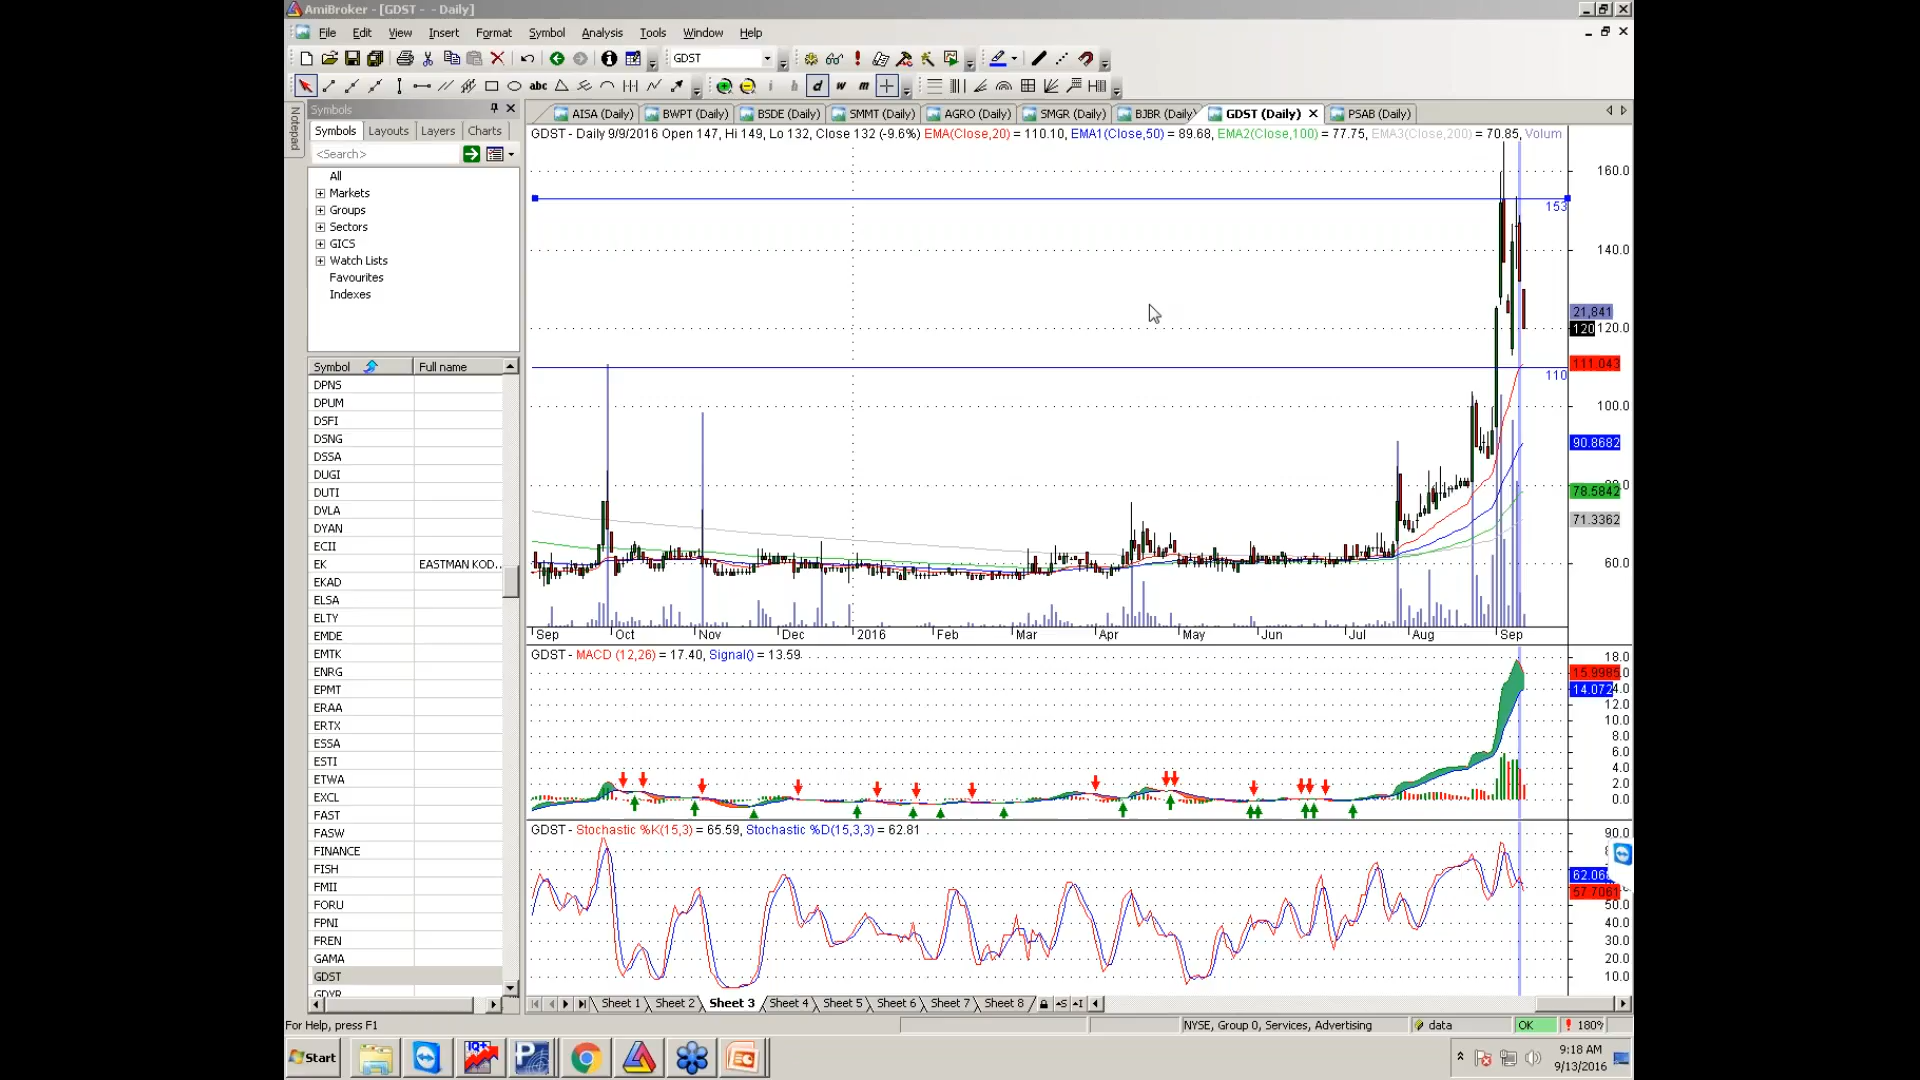 AmiBroker - [GDST - - Daily]
File Edit View Insert Format Symbol Analysis Tools Window Help
GDST
abc i h d w m
Symbols
AISA (Daily) BWPT (Daily) BSDE (Daily) SMMT (Daily) AGRO (Daily) SMGR (Daily) BJBR (Daily) GDST (Daily) PSAB (Daily)
Notepad
Symbols Layouts Layers Charts
<Search>
All
Markets
Groups
Sectors
GICS
Watch Lists
Favourites
Indexes
Symbol Full name
DPNS
DPUM
DSFI
DSNG
DSSA
DUGI
DUTI
DVLA
DYAN
ECII
EK EASTMAN KOD...
EKAD
ELSA
ELTY
EMDE
EMTK
ENRG
EPMT
ERAA
ERTX
ESSA
ESTI
ETWA
EXCL
FAST
FASW
FINANCE
FISH
FMII
FORU
FPNI
FREN
GAMA
GDST
GDYR
GDST - Daily 9/9/2016 Open 147, Hi 149, Lo 132, Close 132 (-9.6%) EMA(Close,20) = 110.10, EMA1(Close,50) = 89.68, EMA2(Close,100) = 77.75, EMA3(Close,200) = 70.85, Volum
160.0
153
140.0
21,841
120 120.0
111.043
110
100.0
90.8682
78.5842
71.3362
60.0
Sep Oct Nov Dec 2016 Feb Mar Apr May Jun Jul Aug Sep
GDST - MACD (12,26) = 17.40, Signal() = 13.59
18.0
14.072 4.0
12.0
10.0
8.0
6.0
4.0
2.0
0.0
GDST - Stochastic %K(15,3) = 65.59, Stochastic %D(15,3,3) = 62.81
90.0
50.0
40.0
30.0
20.0
10.0
Sheet 1 Sheet 2 Sheet 3 Sheet 4 Sheet 5 Sheet 6 Sheet 7 Sheet 8
For Help, press F1
NYSE, Group 0, Services, Advertising data OK
Start
9:18 AM
9/13/2016